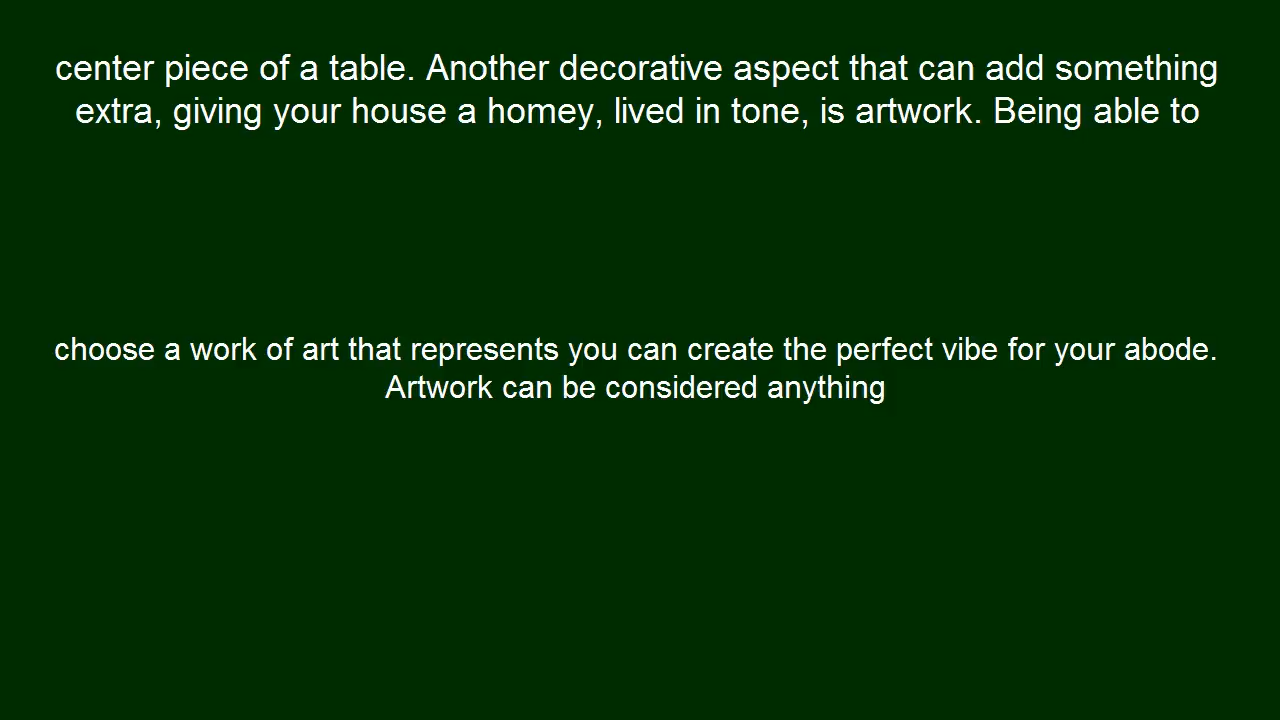 center piece of a table. Another decorative aspect that can add something
extra, giving your house a homey, lived in tone, is artwork. Being able to
choose a work of art that represents you can create the perfect vibe for your abode.
Artwork can be considered anything